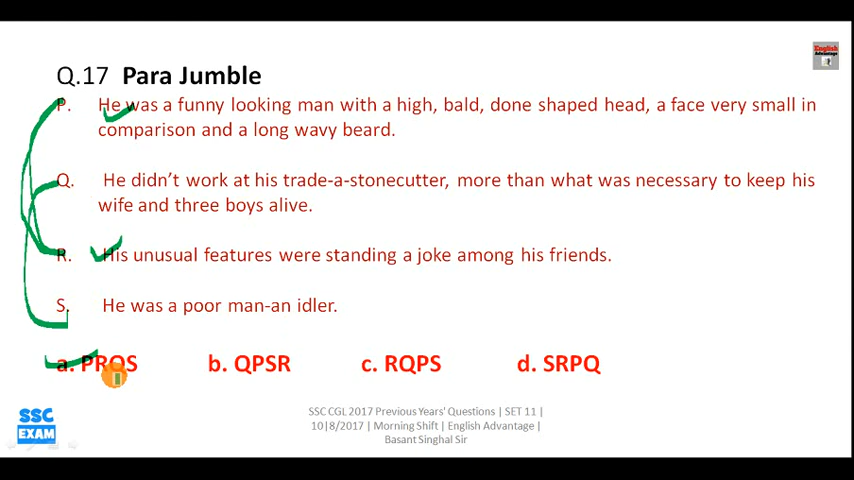 English
Advantage
Q.17 Para Jumble
P. He was a funny looking man with a high, bald, done shaped head, a face very small in
comparison and a long wavy beard.
Q. He didn't work at his trade-a-stonecutter, more than what was necessary to keep his
wife and three boys alive.
R. His unusual features were standing a joke among his friends.
S. He was a poor man-an idler.
a. PRQS b. QPSR c. RQPS d. SRPQ
SSC
EXAM
SSC CGL 2017 Previous Years' Questions | SET 11 |
10|8/2017 | Morning Shift | English Advantage |
Basant Singhal Sir